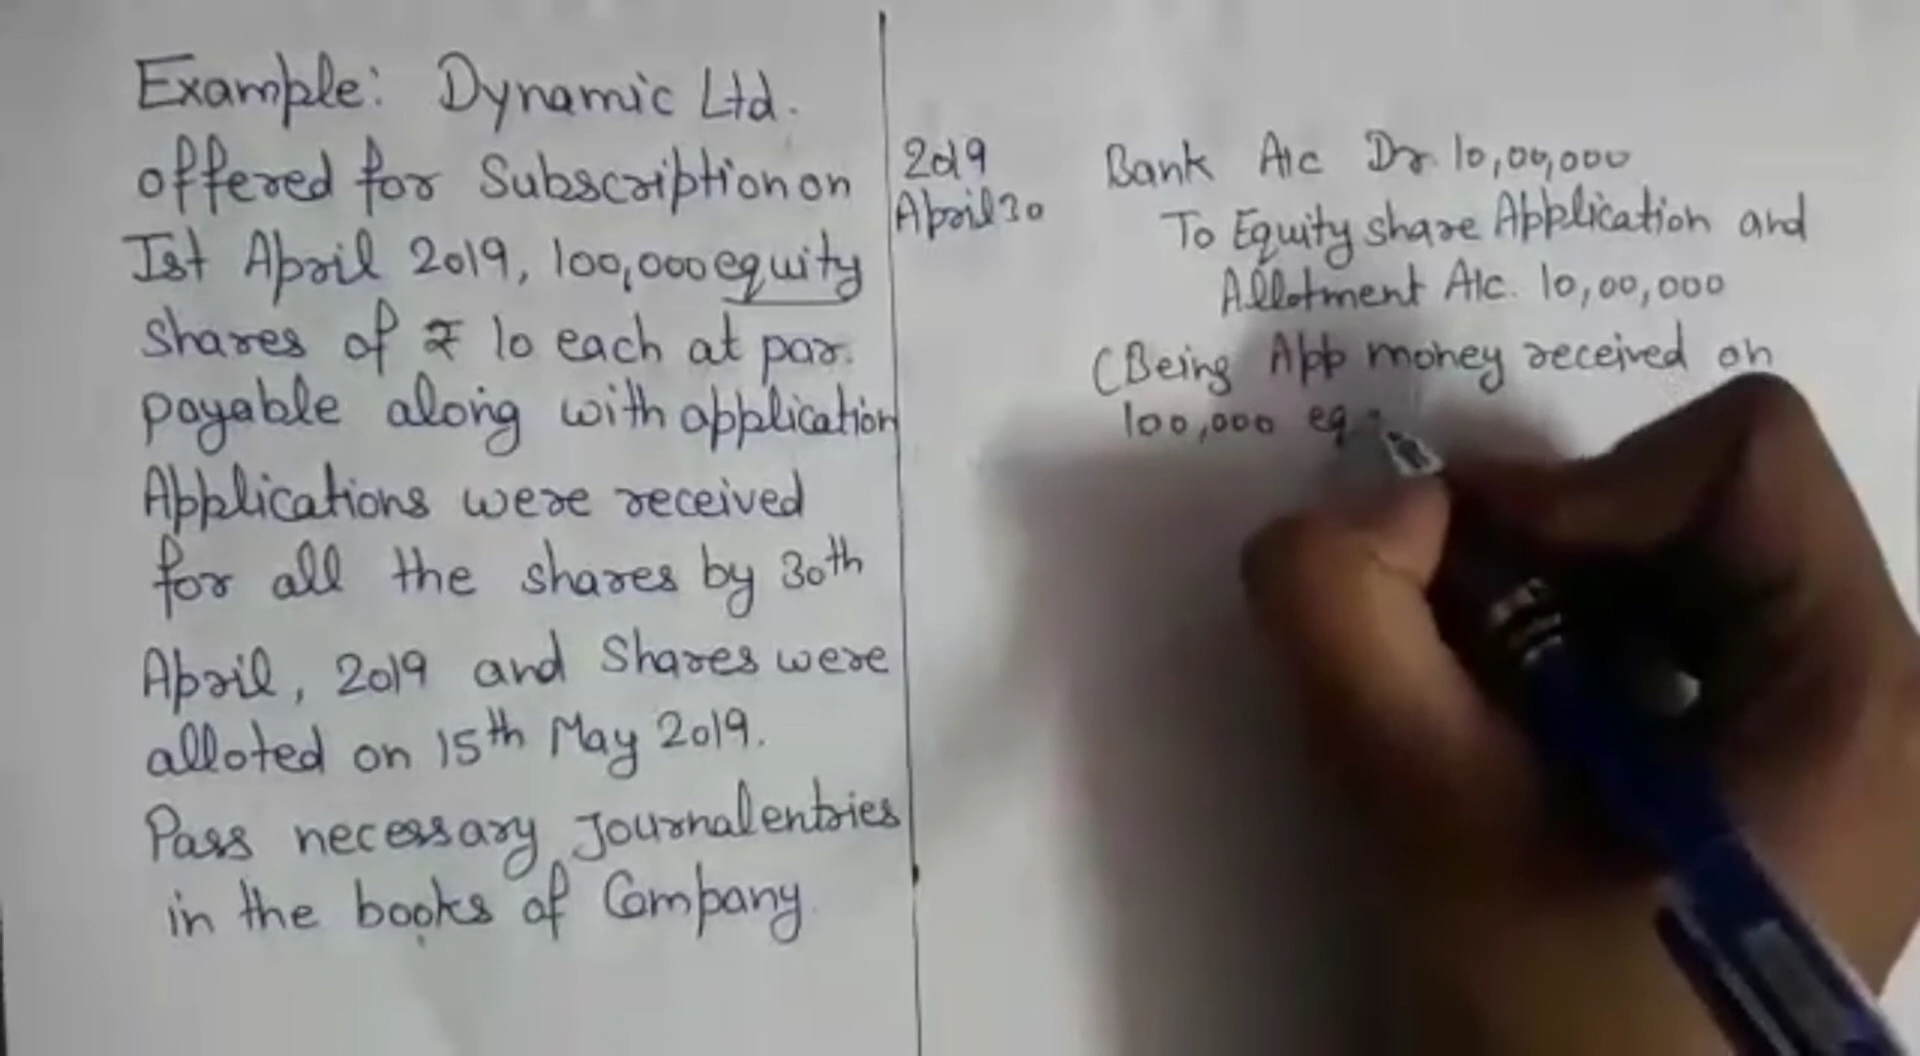 Example: Dynamic Ltd.
offered for Subscription on
Ist April 2019, 100,000 equity
shares of ₹ 10 each at par.
payable along with application
Applications were received
for all the shares by 30th
April, 2019 and Shares were
alloted on 15th May 2019.
Pass necessary Journal entries
in the books of Company.
2019
April 30
Bank A/c Dr. 10,00,000
To Equity share Application and
Allotment A/c. 10,00,000
(Being App money received on
100,000 eq